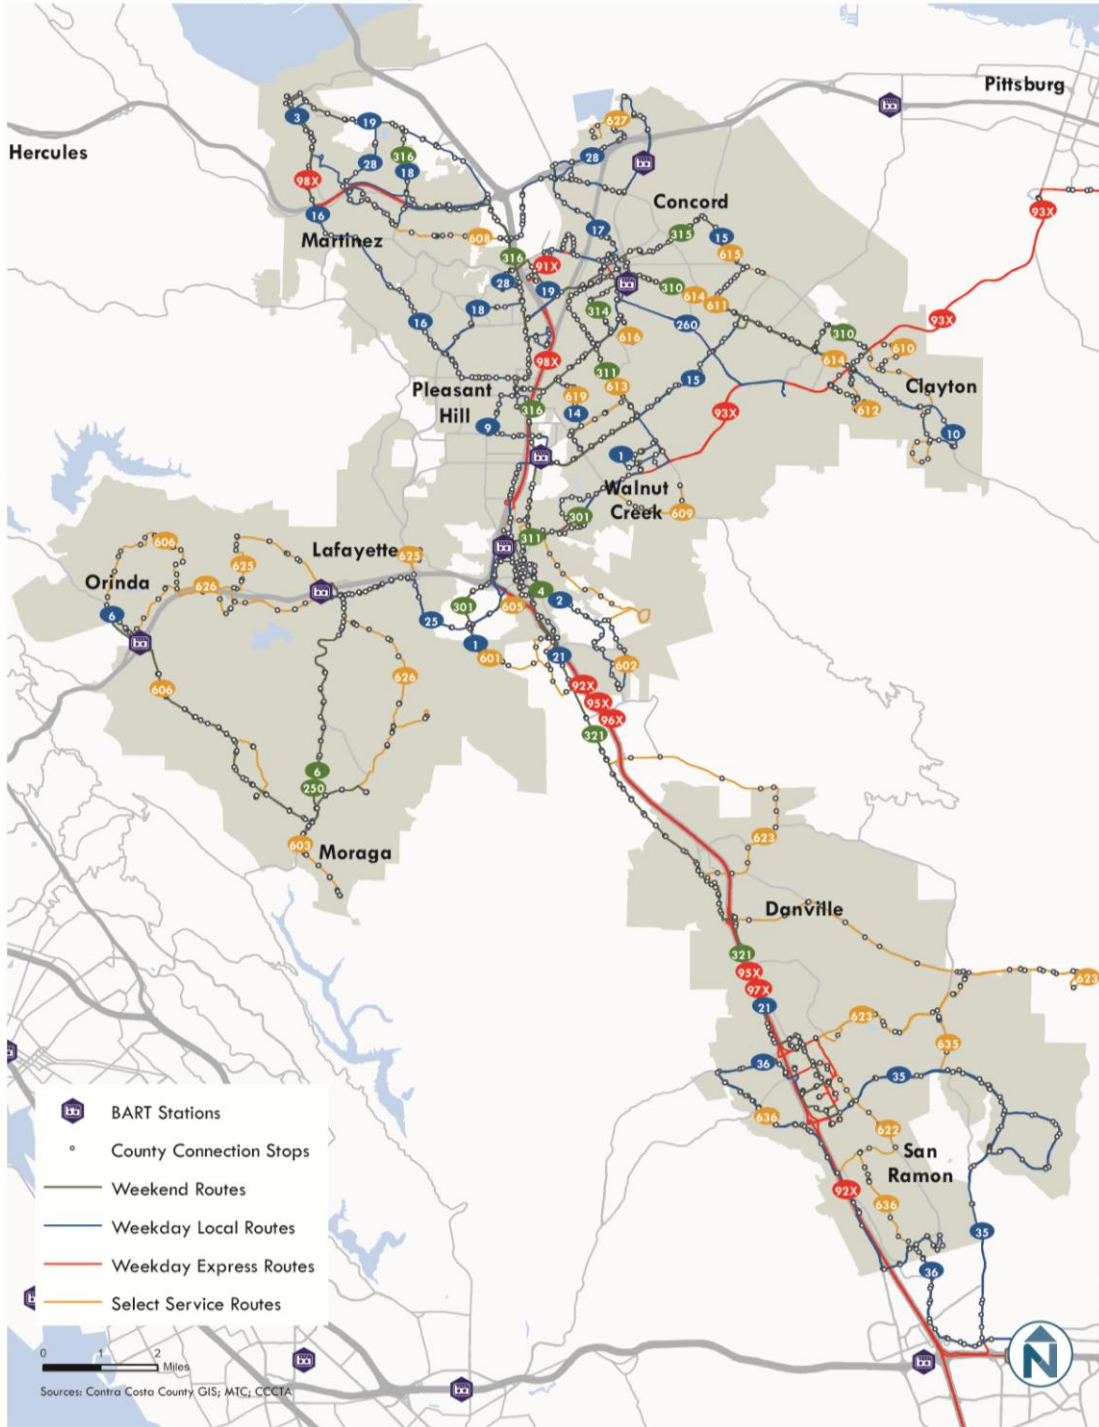 Pittsburg
Hercules
3
19
627
28
316
18
28
98X
16
Martinez
608
Concord
17
315
15
615
93X
316
91X
28
19
310
614
611
314
18
260
16
616
93X
310
610
614
98X
311
15
Clayton
Pleasant
Hill
613
619
14
316
93X
612
9
10
1
Walnut
Creek
609
301
311
606
Lafayette
625
625
Orinda
626
4
2
6
301
605
25
1
601
21
602
626
606
92X
95X
96X
321
6
250
623
603
Moraga
Danville
321
95X
97X
21
623
623
635
36
35
636
622
San
Ramon
92X
636
35
36
BART Stations
County Connection Stops
Weekend Routes
Weekday Local Routes
Weekday Express Routes
Select Service Routes
0 1 2
Miles
Sources: Contra Costa County GIS; MTC; CCCTA
N